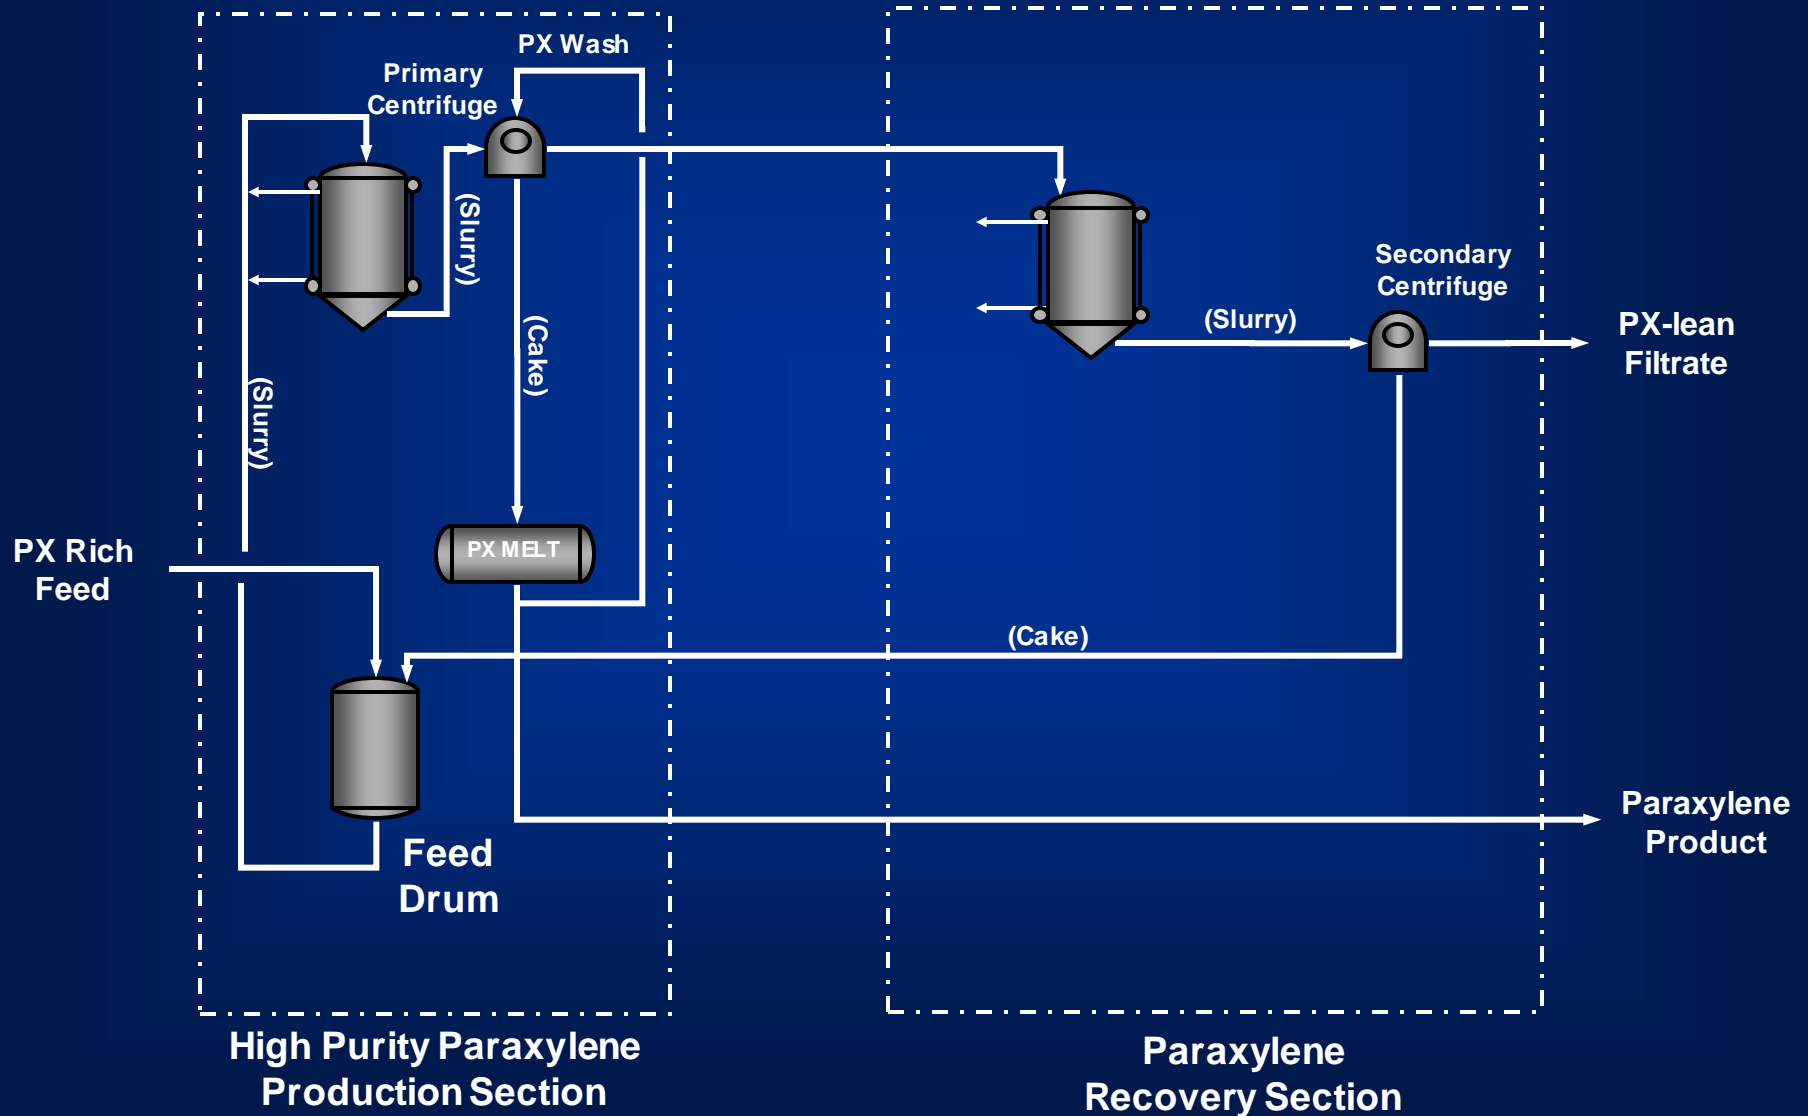 PX Wash
Primary
Centrifuge
(Slurry)
(Cake)
(Slurry)
PX Rich
Feed
PX MELT
Feed
Drum
High Purity Paraxylene
Production Section
Secondary
Centrifuge
(Slurry)
PX-lean
Filtrate
(Cake)
Paraxylene
Product
Paraxylene
Recovery Section